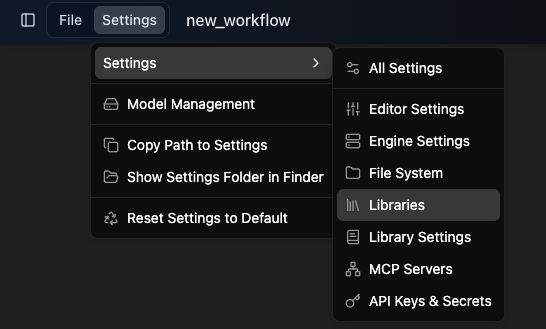 File Settings new_workflow
Settings
Model Management
Copy Path to Settings
Show Settings Folder in Finder
Reset Settings to Default
All Settings
Editor Settings
Engine Settings
File System
Libraries
Library Settings
MCP Servers
API Keys & Secrets